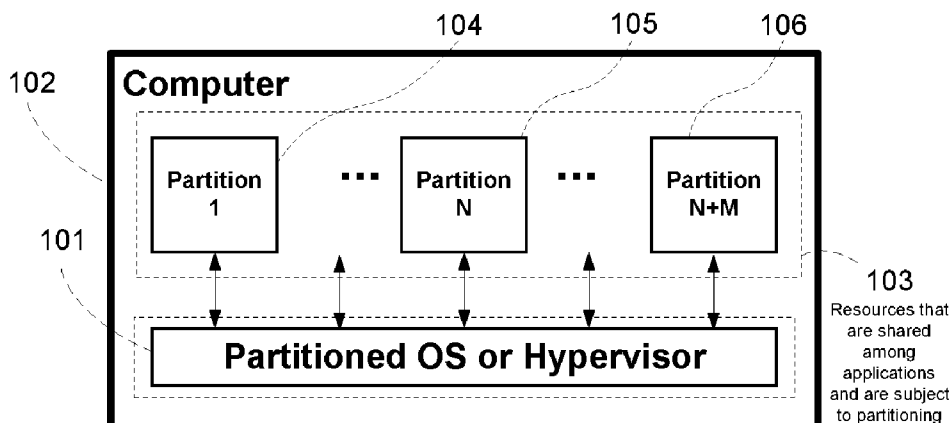 104
105
106
102
Computer
Partition
1
...
Partition
N
...
Partition
N+M
101
103
Resources that
are shared
among
applications
and are subject
to partitioning
Partitioned OS or Hypervisor